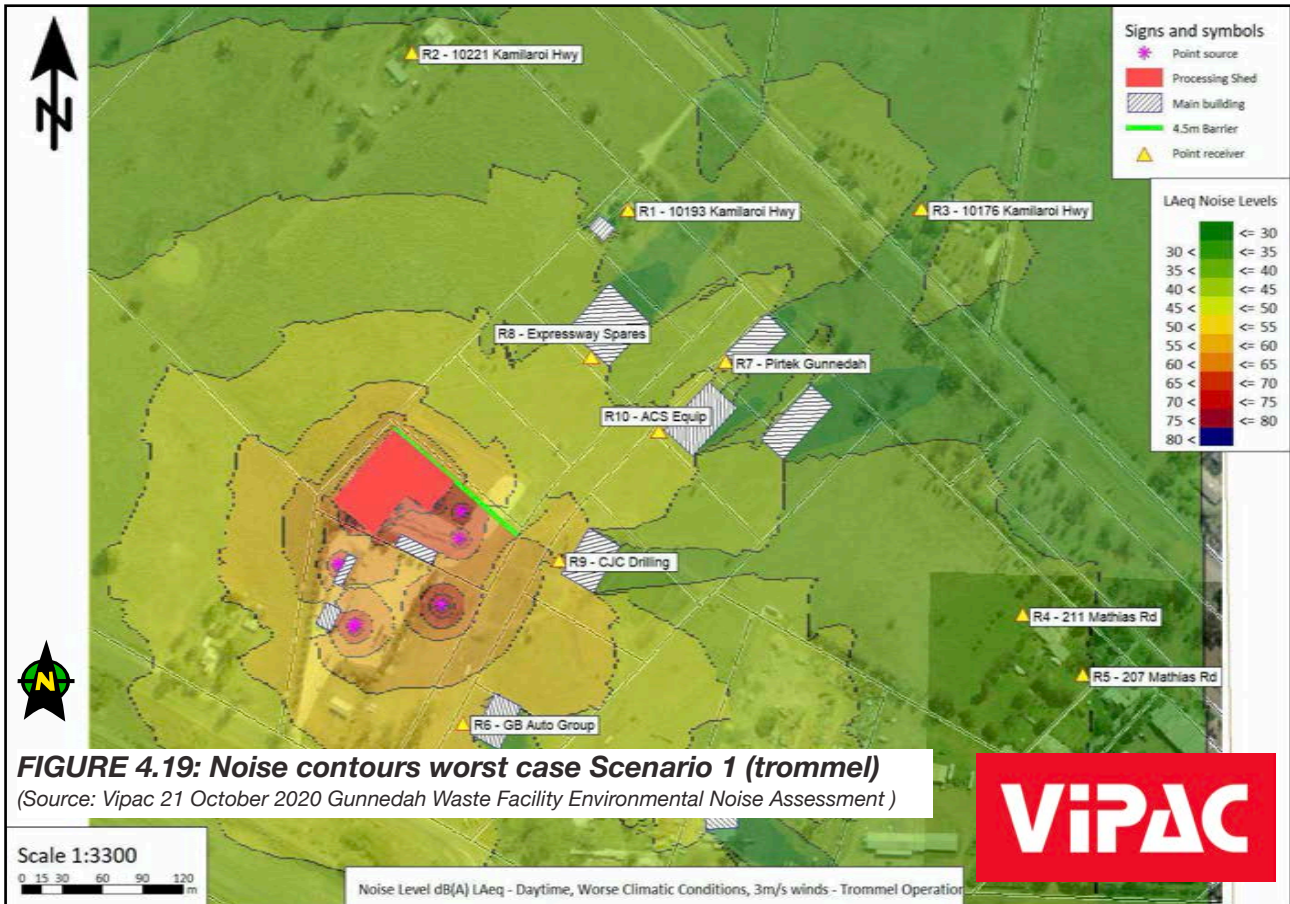 N
R2 - 10221 Kamilaroi Hwy
R1 - 10193 Kamilaroi Hwy
R3 - 10176 Kamilaroi Hwy
R8 - Expressway Spares
R7 - Pirtek Gunnedah
R10 - ACS Equip
R9 - CJC Drilling
R4 - 211 Mathias Rd
R5 - 207 Mathias Rd
R6 - GB Auto Group
Signs and symbols
Point source
Processing Shed
Main building
4.5m Barrier
Point receiver
LAeq Noise Levels
<= 30
30 < <= 35
35 < <= 40
40 < <= 45
45 < <= 50
50 < <= 55
55 < <= 60
60 < <= 65
65 < <= 70
70 < <= 75
75 < <= 80
80 <
N
FIGURE 4.19: Noise contours worst case Scenario 1 (trommel)
(Source: Vipac 21 October 2020 Gunnedah Waste Facility Environmental Noise Assessment )
ViPAC
Scale 1:3300
0 15 30 60 90 120
m
Noise Level dB(A) LAeq - Daytime, Worse Climatic Conditions, 3m/s winds - Trommel Operation